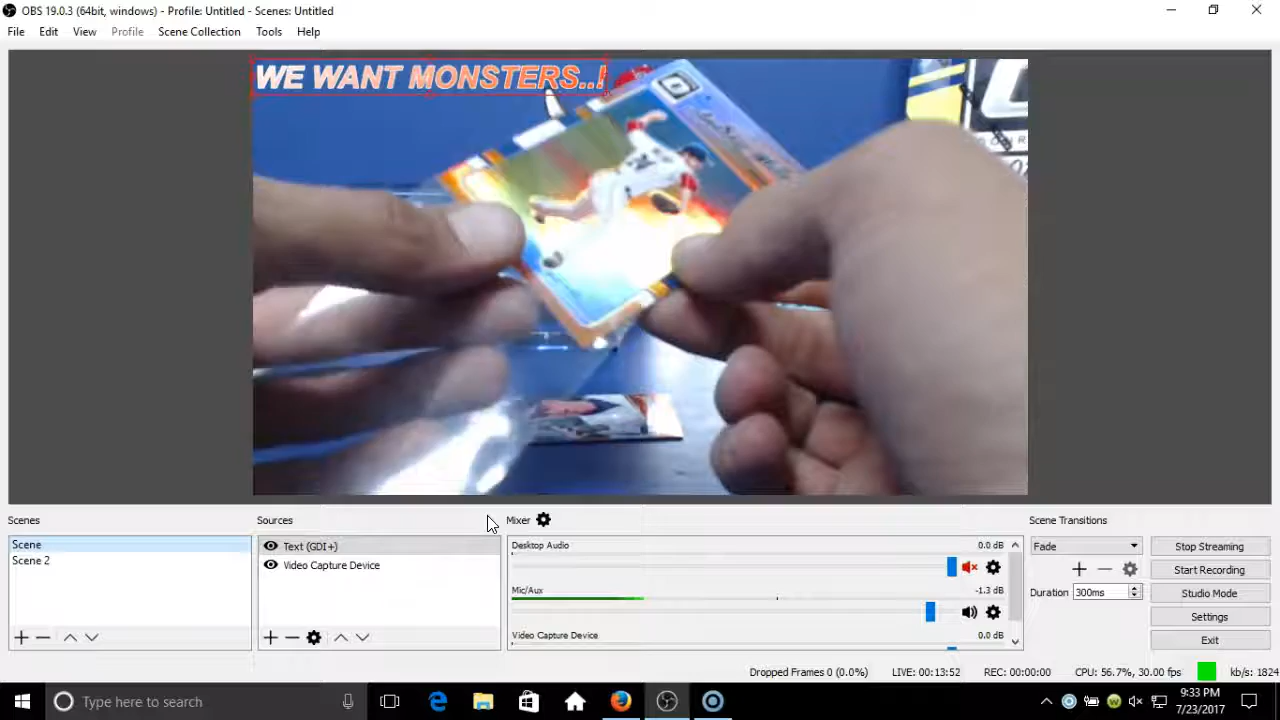 OBS 19.0.3 (64bit, windows) - Profile: Untitled - Scenes: Untitled
File Edit View Profile Scene Collection Tools Help
WE WANT MONSTERS..!
Scenes
Scene
Scene 2
Sources
Text (GDI+)
Video Capture Device
Mixer
Desktop Audio 0.0 dB
Mic/Aux -1.3 dB
Video Capture Device 0.0 dB
Scene Transitions
Fade
Duration 300ms
Stop Streaming
Start Recording
Studio Mode
Settings
Exit
Dropped Frames 0 (0.0%) LIVE: 00:13:52 REC: 00:00:00 CPU: 56.7%, 30.00 fps kb/s: 1824
Type here to search
9:33 PM
7/23/2017